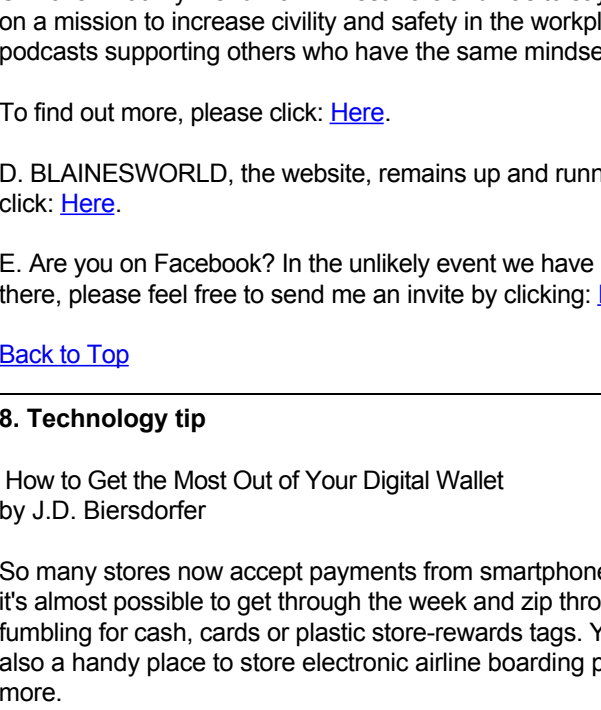 on a mission to increase civility and safety in the
podcasts supporting others who have the same
To find out more, please click: Here.
D. BLAINESWORLD, the website, remains up and
click: Here.
E. Are you on Facebook? In the unlikely event we have
there, please feel free to send me an invite by clicking:
Back to Top
8. Technology tip
How to Get the Most Out of Your Digital Wallet
by J.D. Biersdorfer
So many stores now accept payments from
it's almost possible to get through the week and zip
fumbling for cash, cards or plastic store-rewards tags.
also a handy place to store electronic airline boarding
more.